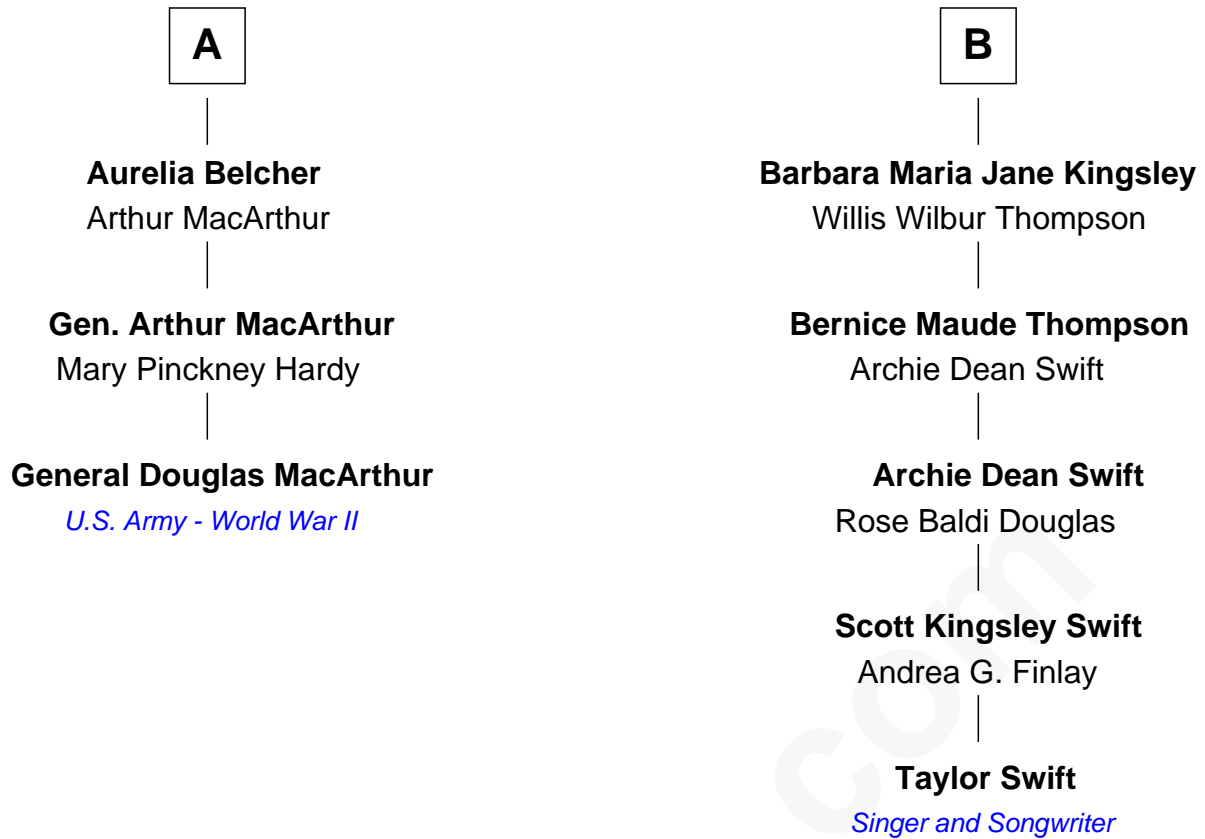 A
Aurelia Belcher
Arthur MacArthur
Gen. Arthur MacArthur
Mary Pinckney Hardy
General Douglas MacArthur
U.S. Army - World War II
B
Barbara Maria Jane Kingsley
Willis Wilbur Thompson
Bernice Maude Thompson
Archie Dean Swift
Archie Dean Swift
Rose Baldi Douglas
Scott Kingsley Swift
Andrea G. Finlay
Taylor Swift
Singer and Songwriter
com